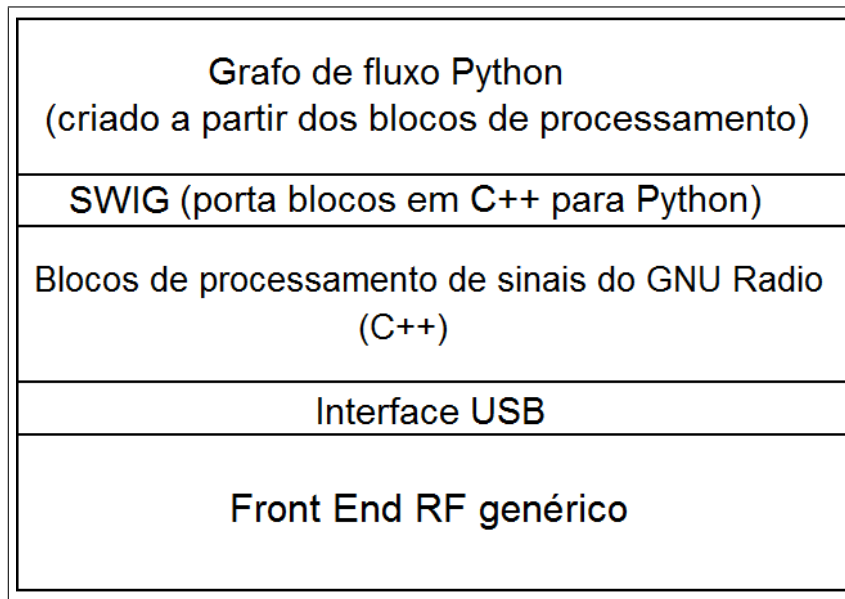 Grafo de fluxo Python
(criado a partir dos blocos de processamento)
SWIG (porta blocos em C++ para Python)
Blocos de processamento de sinais do GNU Radio
(C++)
Interface USB
Front End RF genérico